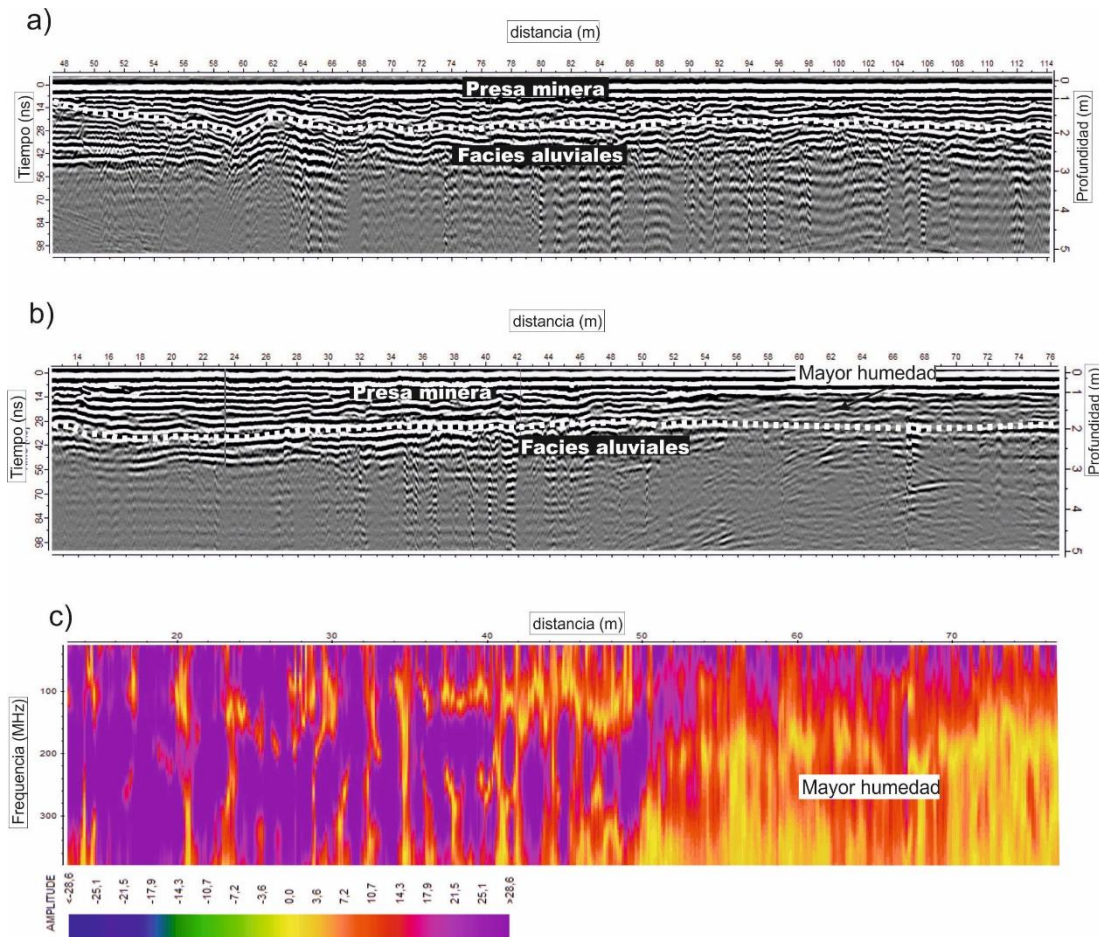 a)
distancia (m)
48 50 52 54 56 58 60 62 64 66 68 70 72 74 76 78 80 82 84 86 88 90 92 94 96 98 100 102 104 106 108 110 112 114
Presa minera
Facies aluviales
Tiempo (ns)
0
14
28
42
56
70
84
98
Profundidad (m)
0
1
2
3
4
5
b)
distancia (m)
14 16 18 20 22 24 26 28 30 32 34 36 38 40 42 44 46 48 50 52 54 56 58 60 62 64 66 68 70 72 74 76
Mayor humedad
Presa minera
Facies aluviales
Tiempo (ns)
0
14
28
42
56
70
84
98
Profundidad (m)
0
1
2
3
4
5
c)
distancia (m)
20 30 40 50 60 70
Frequencia (MHz)
100
200
300
Mayor humedad
AMPLITUDE
<-28,6 -25,1 -21,5 -17,9 -14,3 -10,7 -7,2 -3,6 0,0 3,6 7,2 10,7 14,3 17,9 21,5 25,1 >28,6